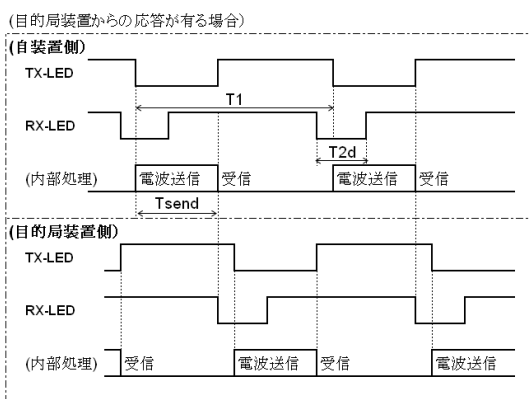 (目的局装置からの応答が有る場合)
(自装置側)
TX-LED
T1
RX-LED
T2d
(内部処理) 電波送信 受信 電波送信 受信
Tsend
(目的局装置側)
TX-LED
RX-LED
(内部処理) 受信 電波送信 受信 電波送信